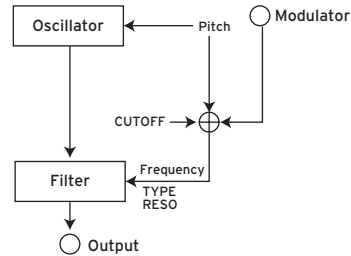 Oscillator
Pitch
Modulator
CUTOFF
Filter
Frequency
TYPE
RESO
Output